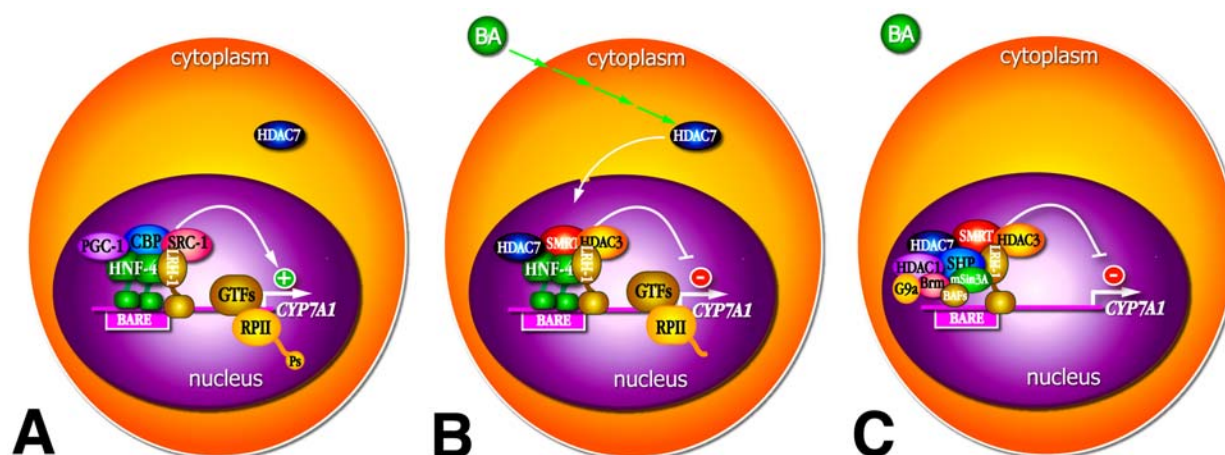 cytoplasm
HDAC7
PGC-1
CBP
SRC-1
HNF-4
LRH-1
+
GTFs
CYP7A1
BARE
RPII
Ps
nucleus
A
BA
cytoplasm
HDAC7
HDAC7
SMRT
HDAC3
HNF-4
LRH-1
GTFs
CYP7A1
BARE
RPII
nucleus
B
BA
cytoplasm
HDAC7
SMRT
HDAC3
HDAC1
SHP
LRH-1
G9a
Brm
mSin3A
BAFs
BARE
CYP7A1
nucleus
C